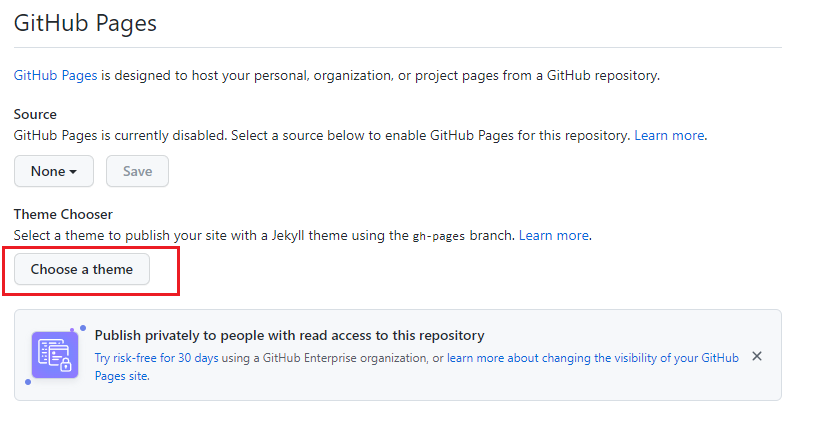 GitHub Pages
GitHub Pages is designed to host your personal, organization, or project pages from a GitHub repository.
Source
GitHub Pages is currently disabled. Select a source below to enable GitHub Pages for this repository. Learn more.
None Save
Theme Chooser
Select a theme to publish your site with a Jekyll theme using the gh-pages branch. Learn more.
Choose a theme
Publish privately to people with read access to this repository
Try risk-free for 30 days using a GitHub Enterprise organization, or learn more about changing the visibility of your GitHub
Pages site.